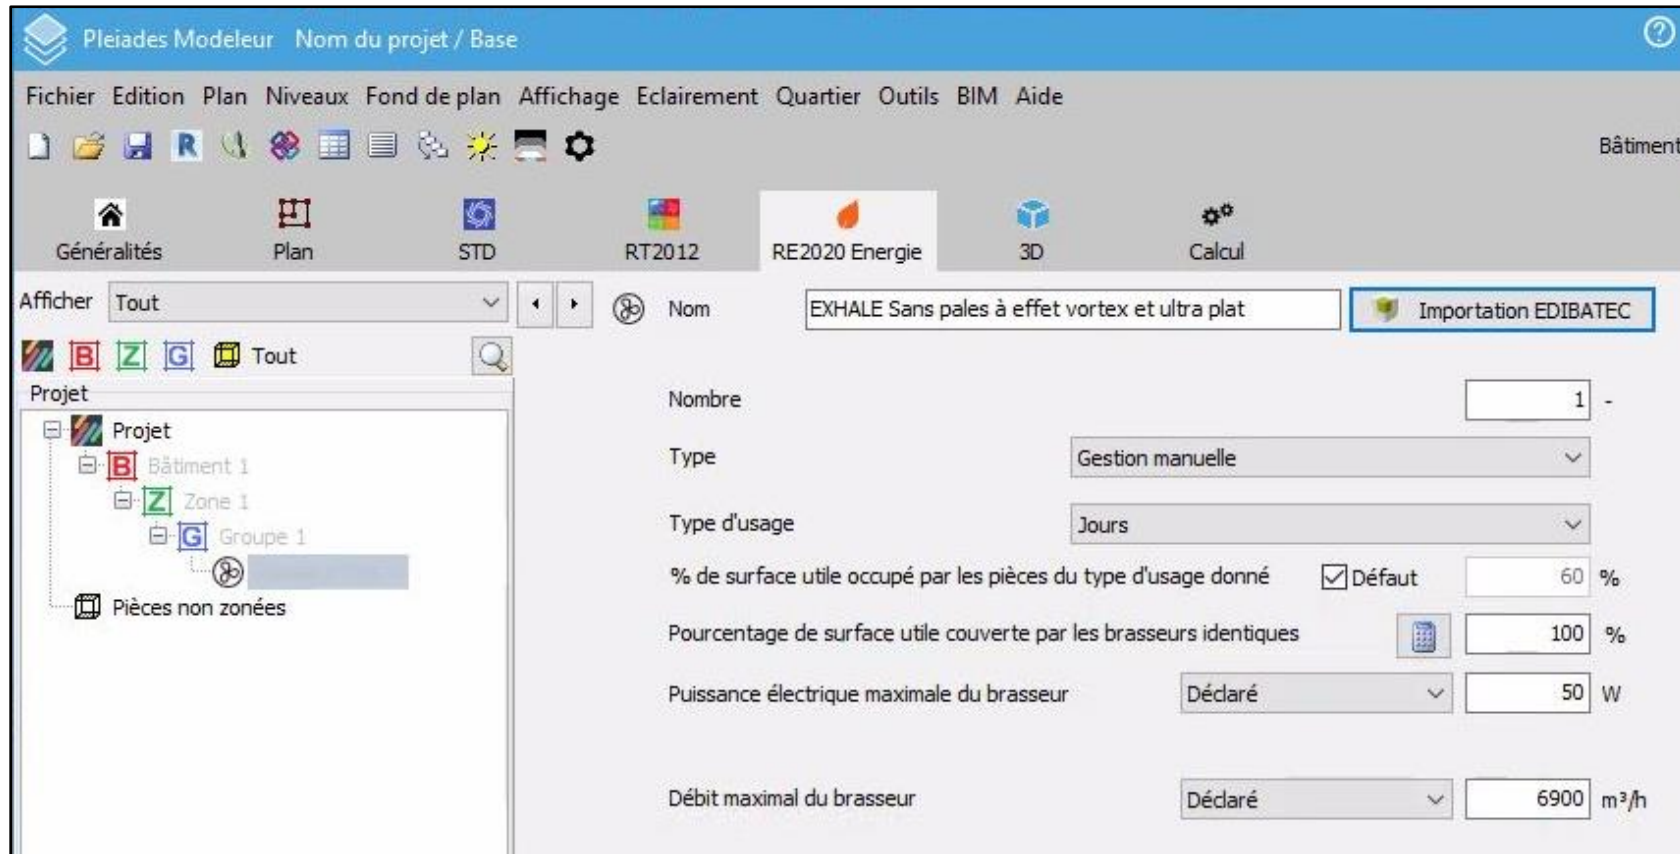 Pleiades Modeleur Nom du projet / Base
Fichier Edition Plan Niveaux Fond de plan Affichage Eclairement Quartier Outils BIM Aide
R
Bâtiment
Généralités Plan STD RT2012 RE2020 Energie 3D Calcul
Afficher Tout Nom EXHALE Sans pales à effet vortex et ultra plat Importation EDIBATEC
B Z G Tout
Projet
Projet
B Bâtiment 1
Z Zone 1
G Groupe 1
Pièces non zonées
Nombre 1 -
Type Gestion manuelle
Type d'usage Jours
% de surface utile occupé par les pièces du type d'usage donné Défaut 60 %
Pourcentage de surface utile couverte par les brasseurs identiques 100 %
Puissance électrique maximale du brasseur Déclaré 50 W
Débit maximal du brasseur Déclaré 6900 m³/h